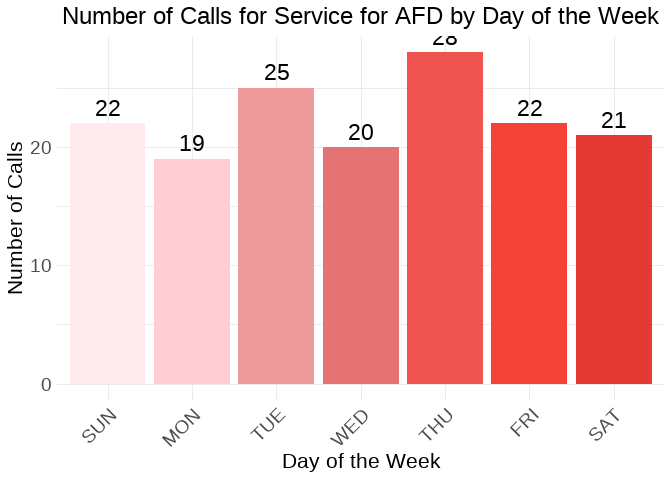 Number of Calls for Service for AFD by Day of the Week
28
25
22
22
21
20
19
20
10
0
Number of Calls
SUN
MON
TUE
WED
THU
FRI
SAT
Day of the Week